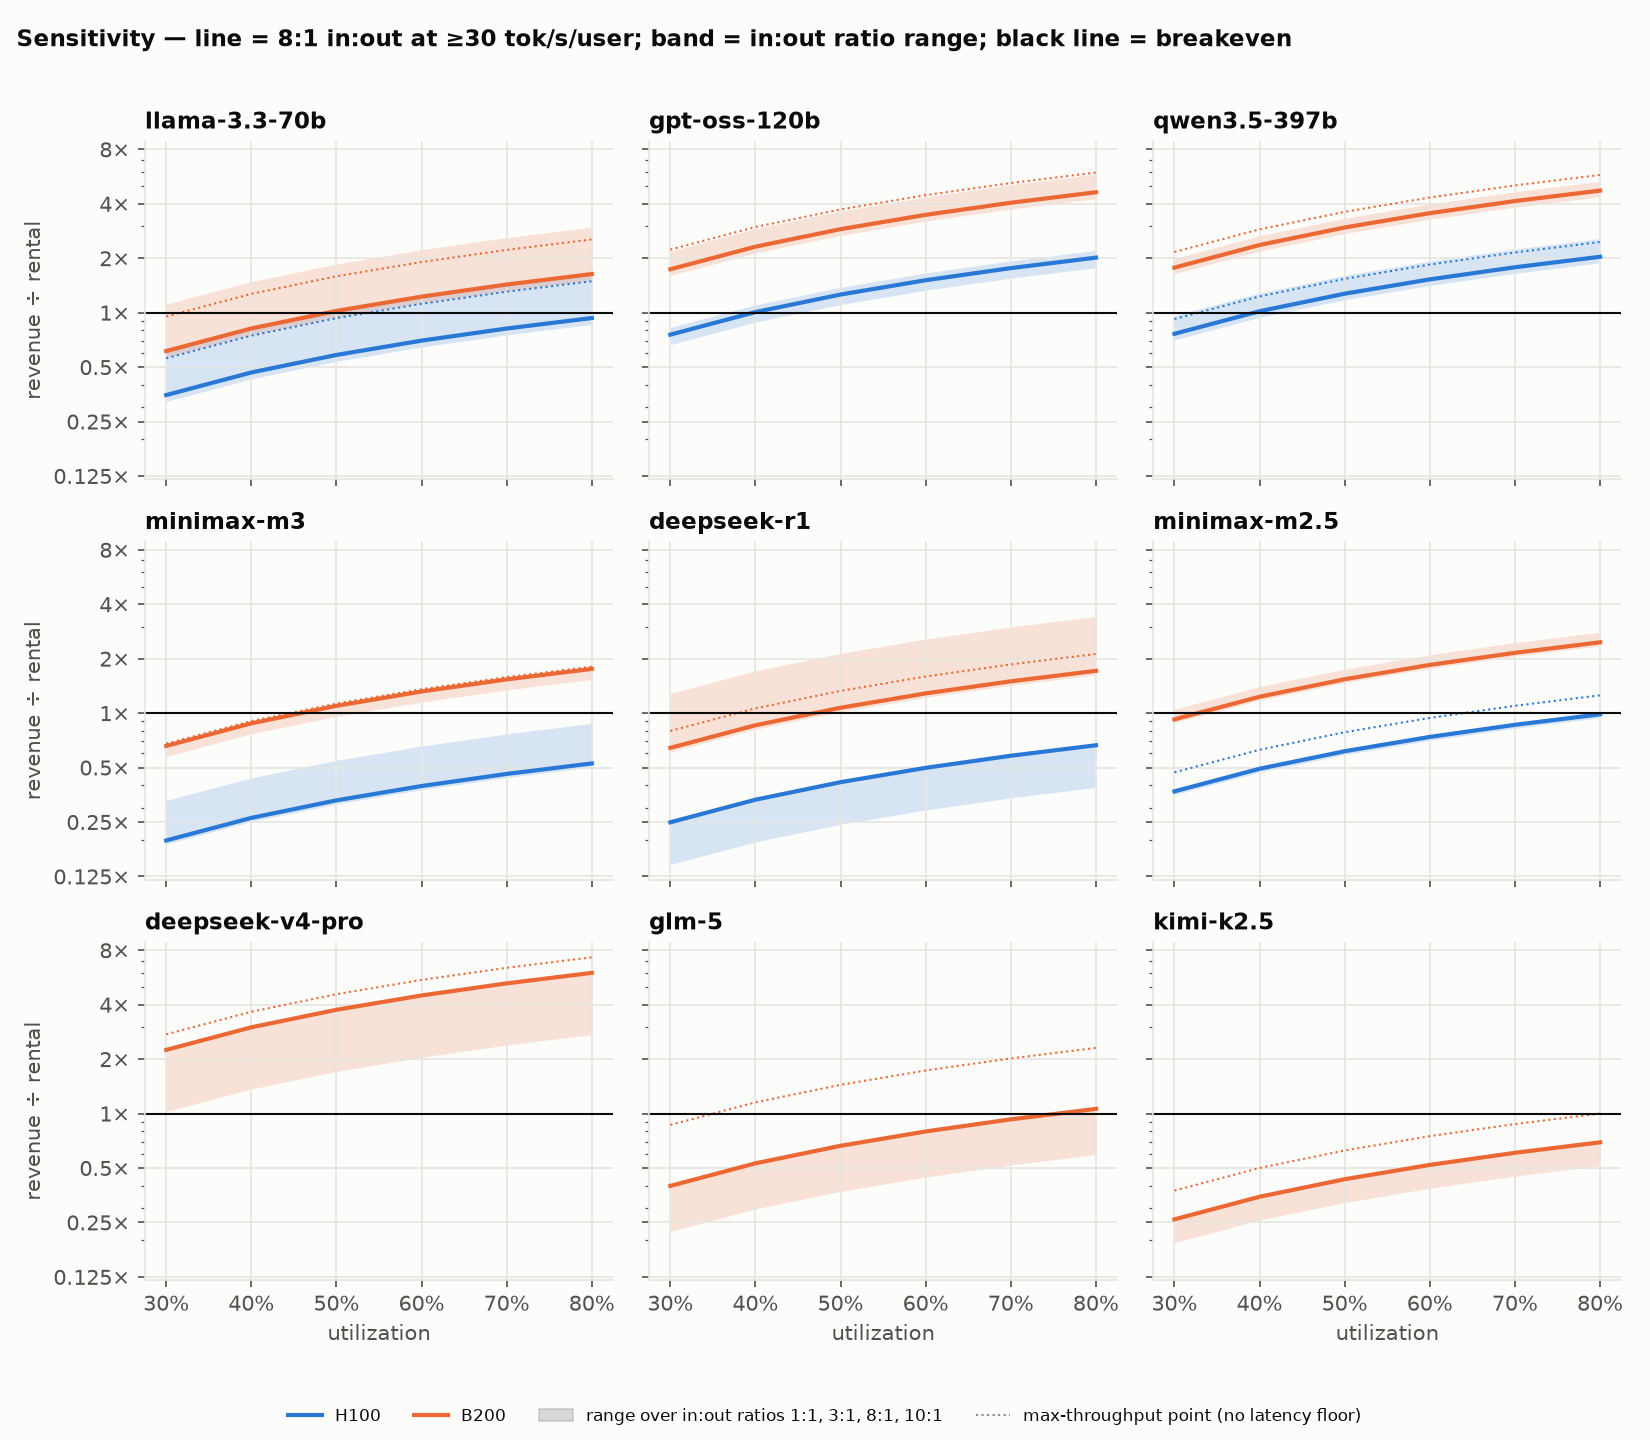 Sensitivity — line = 8:1 in:out at ≥30 tok/s/user; band = in:out ratio range; black line = breakeven
llama-3.3-70b
gpt-oss-120b
qwen3.5-397b
8×
4×
2×
1×
0.5×
0.25×
0.125×
revenue ÷ rental
minimax-m3
deepseek-r1
minimax-m2.5
8×
4×
2×
1×
0.5×
0.25×
0.125×
revenue ÷ rental
deepseek-v4-pro
glm-5
kimi-k2.5
8×
4×
2×
1×
0.5×
0.25×
0.125×
revenue ÷ rental
30% 40% 50% 60% 70% 80%
30% 40% 50% 60% 70% 80%
30% 40% 50% 60% 70% 80%
utilization
utilization
utilization
H100
B200
range over in:out ratios 1:1, 3:1, 8:1, 10:1
max-throughput point (no latency floor)